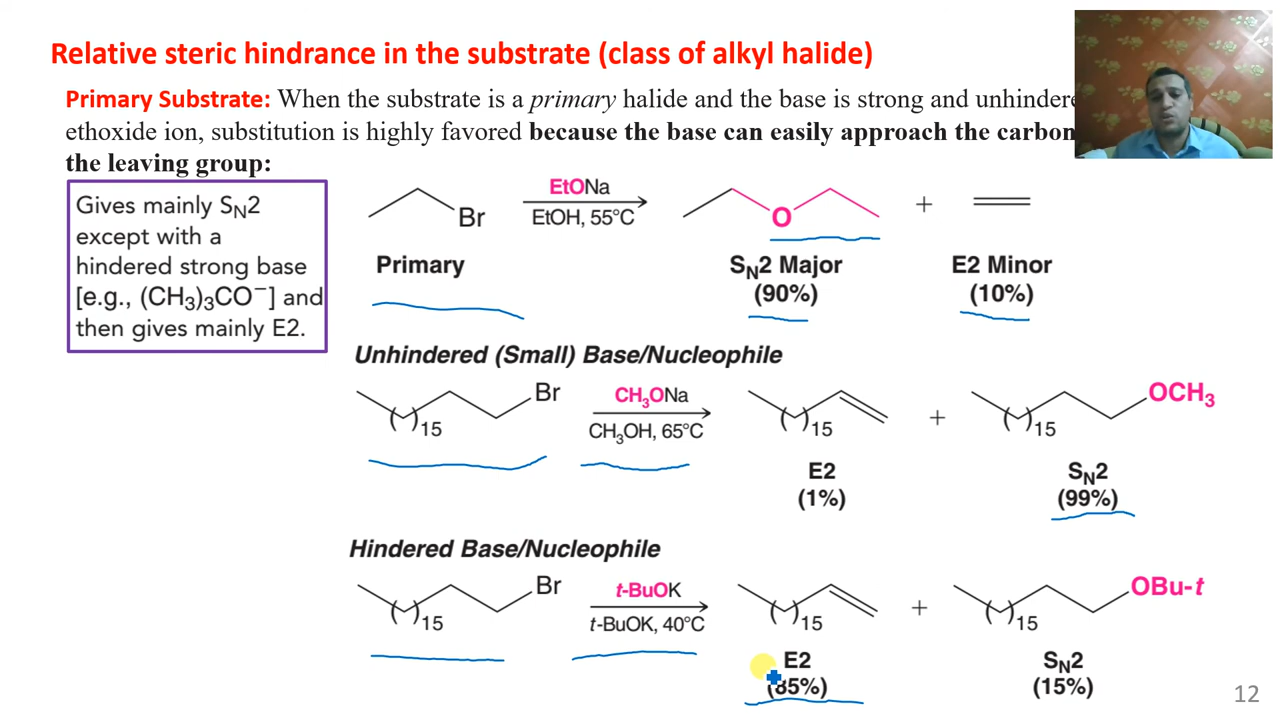 Relative steric hindrance in the substrate (class of alkyl halide)
Primary Substrate: When the substrate is a primary halide and the base is strong and
ethoxide ion, substitution is highly favored because the base can easily approach the carbon
the leaving group:
Gives mainly SN2
except with a
hindered strong base
[e.g., (CH3)3CO−] and
then gives mainly E2.
Br
EtONa
EtOH, 55°C
O
+
Primary
SN2 Major
(90%)
E2 Minor
(10%)
Unhindered (Small) Base/Nucleophile
Br
( )15
CH3ONa
CH3OH, 65°C
( )15
+
( )15
OCH3
E2
(1%)
SN2
(99%)
Hindered Base/Nucleophile
Br
( )15
t-BuOK
t-BuOK, 40°C
( )15
+
( )15
OBu-t
E2
(85%)
SN2
(15%)
12